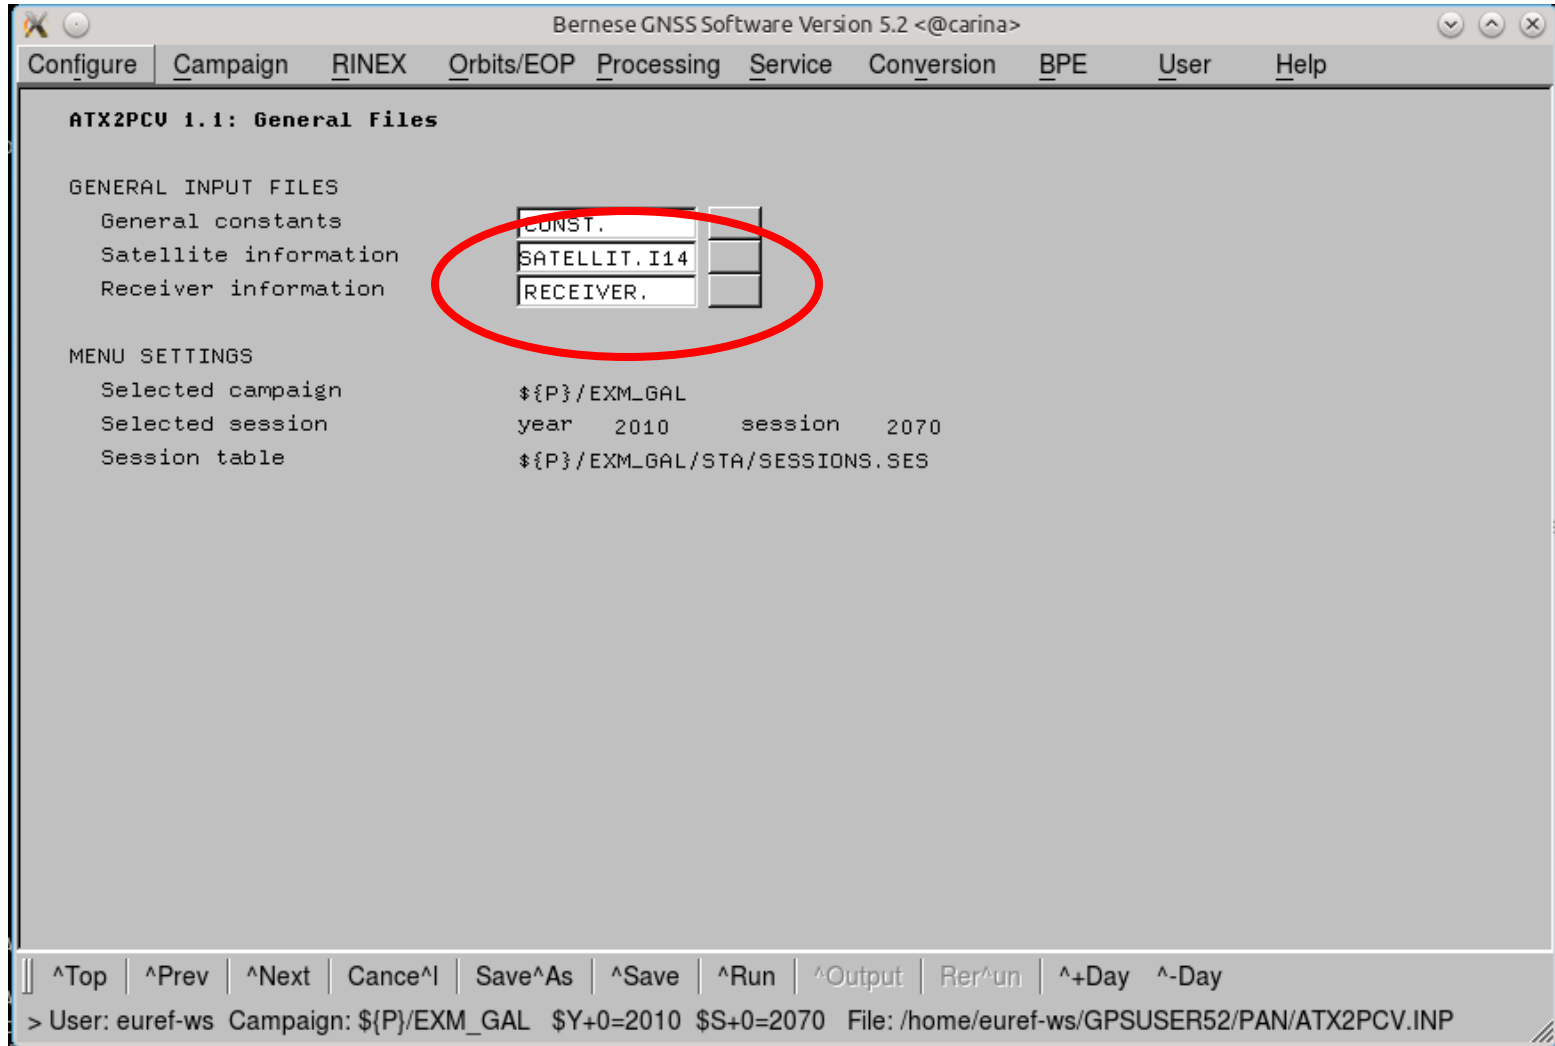 Bernese GNSS Software Version 5.2 <@carina>
Configure Campaign RINEX Orbits/EOP Processing Service Conversion BPE User Help
ATX2PCV 1.1: General Files
GENERAL INPUT FILES
General constants CONST.
Satellite information SATELLIT.I14
Receiver information RECEIVER.
MENU SETTINGS
Selected campaign ${P}/EXM_GAL
Selected session year 2010 session 2070
Session table ${P}/EXM_GAL/STA/SESSIONS.SES
^Top ^Prev ^Next Cance^l Save^As ^Save ^Run ^Output Rer^un ^+Day ^-Day
> User: euref-ws Campaign: ${P}/EXM_GAL $Y+0=2010 $S+0=2070 File: /home/euref-ws/GPSUSER52/PAN/ATX2PCV.INP